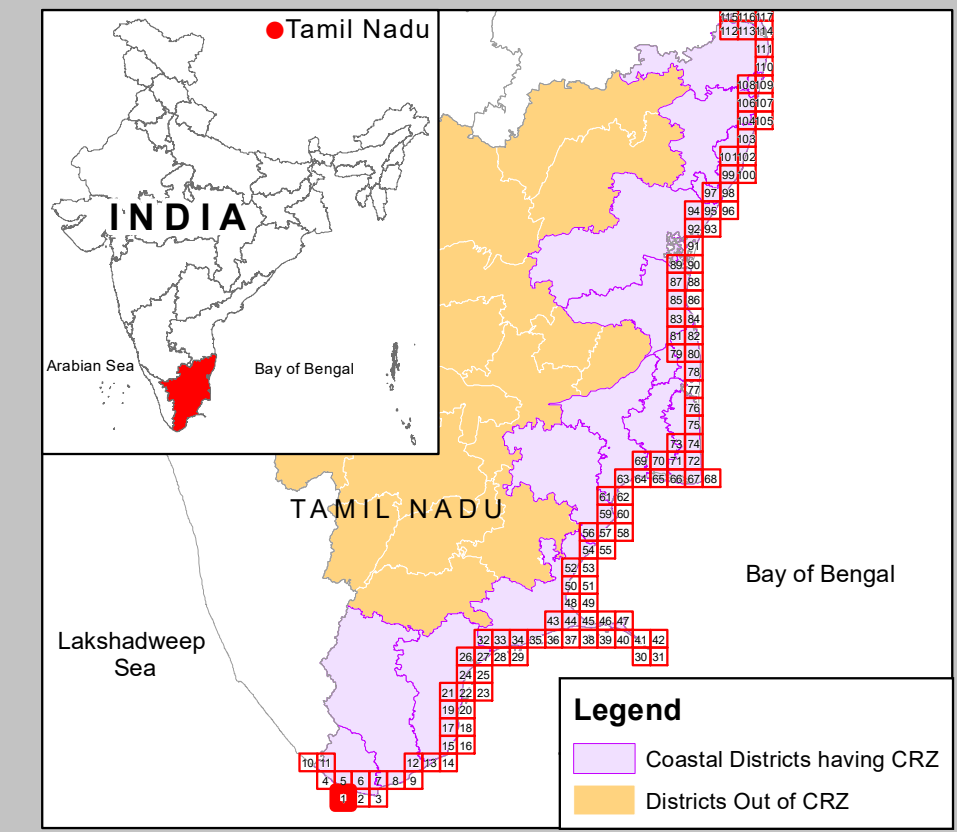 Tamil Nadu
INDIA
Arabian Sea
Bay of Bengal
115 116 117
112 113 114
111
110
108 109
106 107
104 105
103
101 102
99 100
97 98
94 95 96
92 93
91
89 90
87 88
85 86
83 84
81 82
79 80
78
77
76
75
73 74
69 70 71 72
63 64 65 66 67 68
61 62
59 60
56 57 58
54 55
52 53
50 51
48 49
43 44 45 46 47
32 33 34 35 36 37 38 39 40 41 42
26 27 28 29 30 31
24 25
21 22 23
19 20
17 18
15 16
10 11 12 13 14
4 5 6 7 8 9
1 2 3
TAMIL NADU
Bay of Bengal
Lakshadweep
Sea
Legend
Coastal Districts having CRZ
Districts Out of CRZ